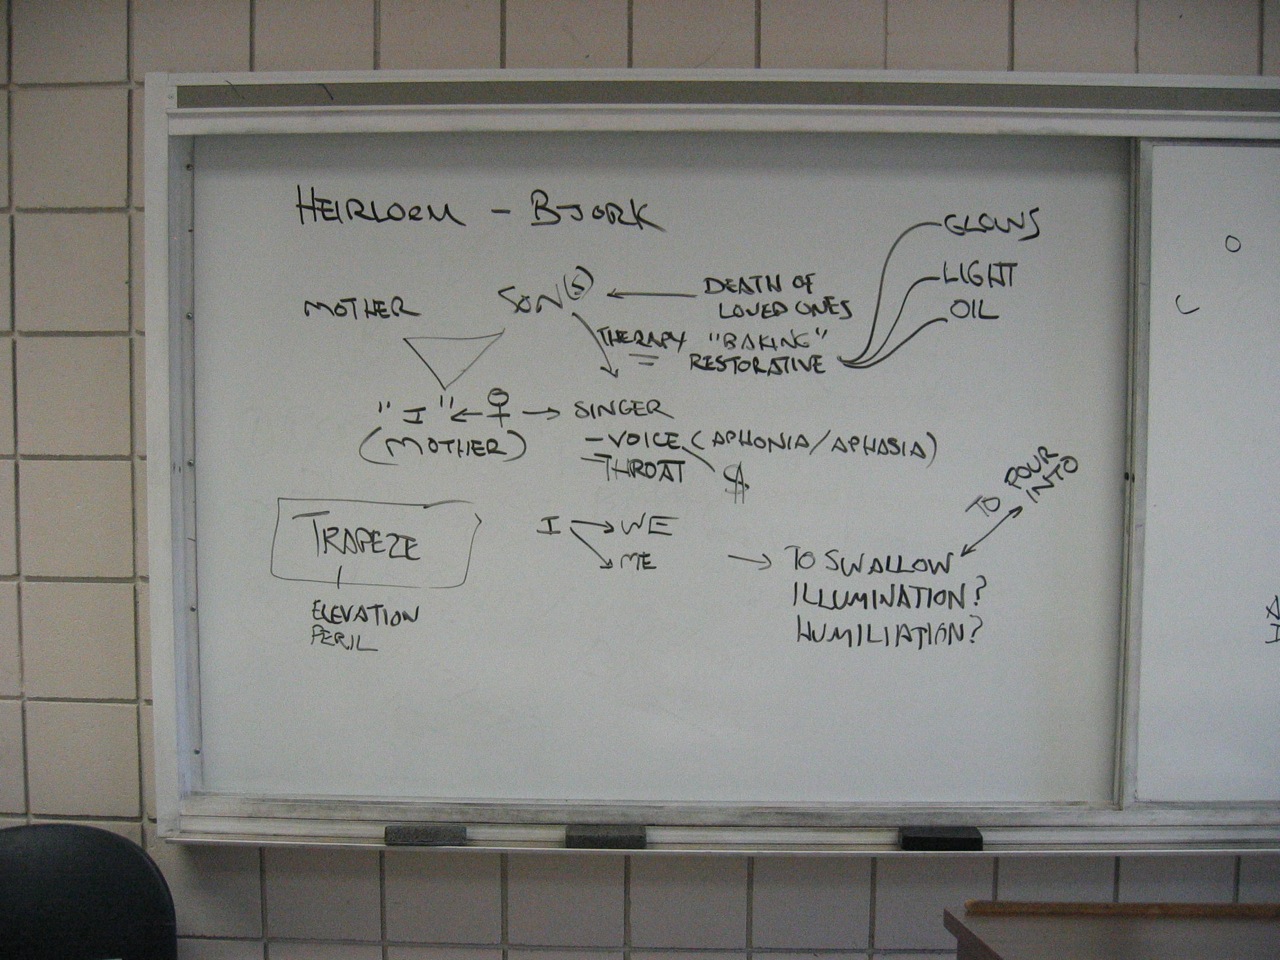 HEIRLOOM - BJORK
GLOWS
LIGHT
OIL
MOTHER
SON(S)
DEATH OF
LOVED ONES
THERAPY "BAKING"
RESTORATIVE
"I"
(MOTHER)
SINGER
-VOICE (APHONIA/APHASIA)
-THROAT
$
TRAPEZE
ELEVATION
PERIL
I → WE
ME
→ TO SWALLOW
ILLUMINATION?
HUMILIATION?
TO POUR
INTO